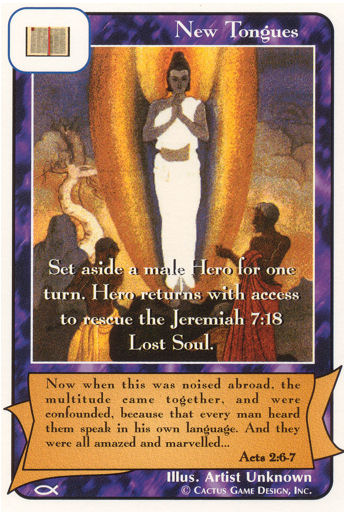 New Tongues
Set aside a male Hero for one
turn. Hero returns with access
to rescue the Jeremiah 7:18
Lost Soul.
Now when this was noised abroad, the
multitude came together, and were
confounded, because that every man heard
them speak in his own language. And they
were all amazed and marvelled...
Acts 2:6-7
Illus. Artist Unknown
© Cactus Game Design, Inc.